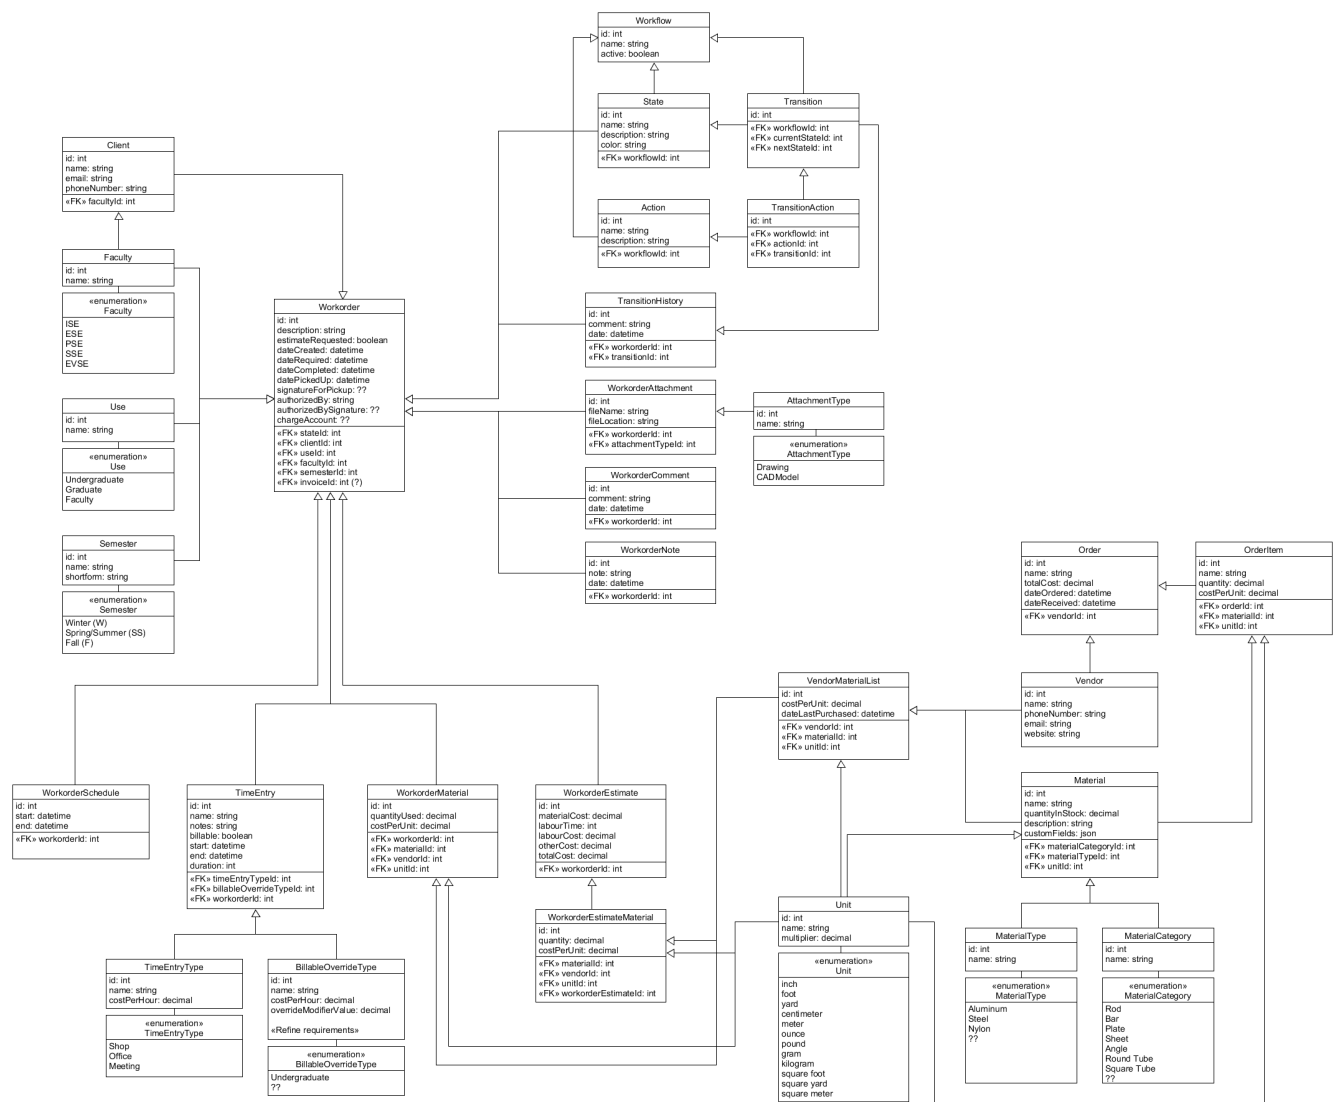 Workflow
id: int
name: string
active: boolean
State
id: int
name: string
description: string
color: string
«FK» workflowId: int
Transition
id: int
«FK» workflowId: int
«FK» currentStateId: int
«FK» nextStateId: int
Client
id: int
name: string
email: string
phoneNumber: string
«FK» facultyId: int
Action
id: int
name: string
description: string
«FK» workflowId: int
TransitionAction
id: int
«FK» workflowId: int
«FK» actionId: int
«FK» transitionId: int
Faculty
id: int
name: string
«enumeration»
Faculty
ISE
ESE
PSE
SSE
EVSE
Workorder
id: int
description: string
estimateRequested: boolean
dateCreated: datetime
dateRequired: datetime
dateCompleted: datetime
datePickedUp: datetime
signatureForPickup: ??
authorizedBy: string
authorizedBySignature: ??
chargeAccount: ??
«FK» stateId: int
«FK» clientId: int
«FK» useId: int
«FK» facultyId: int
«FK» semesterId: int
«FK» invoiceId: int (?)
TransitionHistory
id: int
comment: string
date: datetime
«FK» workorderId: int
«FK» transitionId: int
WorkorderAttachment
id: int
fileName: string
fileLocation: string
«FK» workorderId: int
«FK» attachmentTypeId: int
AttachmentType
id: int
name: string
«enumeration»
AttachmentType
Drawing
CADModel
Use
id: int
name: string
«enumeration»
Use
Undergraduate
Graduate
Faculty
WorkorderComment
id: int
comment: string
date: datetime
«FK» workorderId: int
Semester
id: int
name: string
shortform: string
«enumeration»
Semester
Winter (W)
Spring/Summer (SS)
Fall (F)
WorkorderNote
id: int
note: string
date: datetime
«FK» workorderId: int
Order
id: int
name: string
totalCost: decimal
dateOrdered: datetime
dateReceived: datetime
«FK» vendorId: int
OrderItem
id: int
name: string
quantity: decimal
costPerUnit: decimal
«FK» orderId: int
«FK» materialId: int
«FK» unitId: int
VendorMaterialList
id: int
costPerUnit: decimal
dateLastPurchased: datetime
«FK» vendorId: int
«FK» materialId: int
«FK» unitId: int
Vendor
id: int
name: string
phoneNumber: string
email: string
website: string
WorkorderSchedule
id: int
start: datetime
end: datetime
«FK» workorderId: int
TimeEntry
id: int
name: string
notes: string
billable: boolean
start: datetime
end: datetime
duration: int
«FK» timeEntryTypeId: int
«FK» billableOverrideTypeId: int
«FK» workorderId: int
WorkorderMaterial
id: int
quantityUsed: decimal
costPerUnit: decimal
«FK» workorderId: int
«FK» materialId: int
«FK» vendorId: int
«FK» unitId: int
WorkorderEstimate
id: int
materialCost: decimal
labourTime: int
labourCost: decimal
otherCost: decimal
totalCost: decimal
«FK» workorderId: int
Material
id: int
name: string
quantityInStock: decimal
description: string
customFields: json
«FK» materialCategoryId: int
«FK» materialTypeId: int
«FK» unitId: int
WorkorderEstimateMaterial
id: int
quantity: decimal
costPerUnit: decimal
«FK» materialId: int
«FK» vendorId: int
«FK» unitId: int
«FK» workorderEstimateId: int
Unit
id: int
name: string
multiplier: decimal
«enumeration»
Unit
inch
foot
yard
centimeter
meter
ounce
pound
gram
kilogram
square foot
square yard
square meter
MaterialType
id: int
name: string
«enumeration»
MaterialType
Aluminum
Steel
Nylon
??
MaterialCategory
id: int
name: string
«enumeration»
MaterialCategory
Rod
Bar
Plate
Sheet
Angle
Round Tube
Square Tube
??
TimeEntryType
id: int
name: string
costPerHour: decimal
«enumeration»
TimeEntryType
Shop
Office
Meeting
BillableOverrideType
id: int
name: string
costPerHour: decimal
overrideModifierValue: decimal
«Refine requirements»
«enumeration»
BillableOverrideType
Undergraduate
??